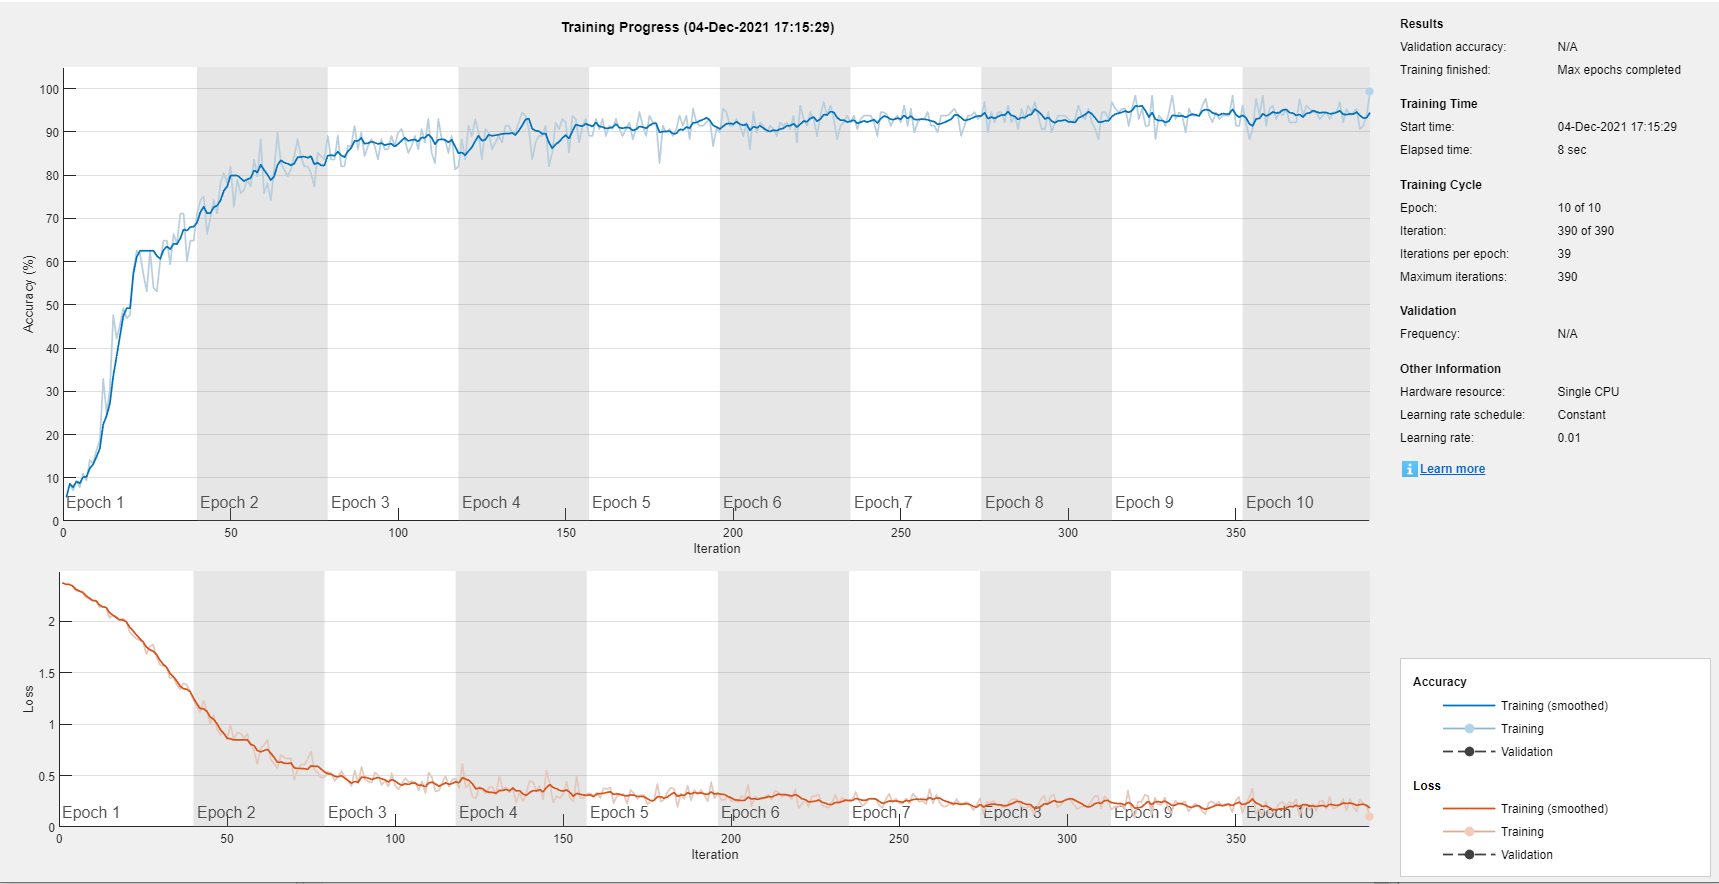 Training Progress (04-Dec-2021 17:15:29)
Accuracy (%)
100
90
80
70
60
50
40
30
20
10
0
Epoch 1 Epoch 2 Epoch 3 Epoch 4 Epoch 5 Epoch 6 Epoch 7 Epoch 8 Epoch 9 Epoch 10
0 50 100 150 200 250 300 350
Iteration
Loss
2
1.5
1
0.5
0
Epoch 1 Epoch 2 Epoch 3 Epoch 4 Epoch 5 Epoch 6 Epoch 7 Epoch 8 Epoch 9 Epoch 10
0 50 100 150 200 250 300 350
Iteration
Results
Validation accuracy: N/A
Training finished: Max epochs completed
Training Time
Start time: 04-Dec-2021 17:15:29
Elapsed time: 8 sec
Training Cycle
Epoch: 10 of 10
Iteration: 390 of 390
Iterations per epoch: 39
Maximum iterations: 390
Validation
Frequency: N/A
Other Information
Hardware resource: Single CPU
Learning rate schedule: Constant
Learning rate: 0.01
i Learn more
Accuracy
Training (smoothed)
Training
Validation
Loss
Training (smoothed)
Training
Validation